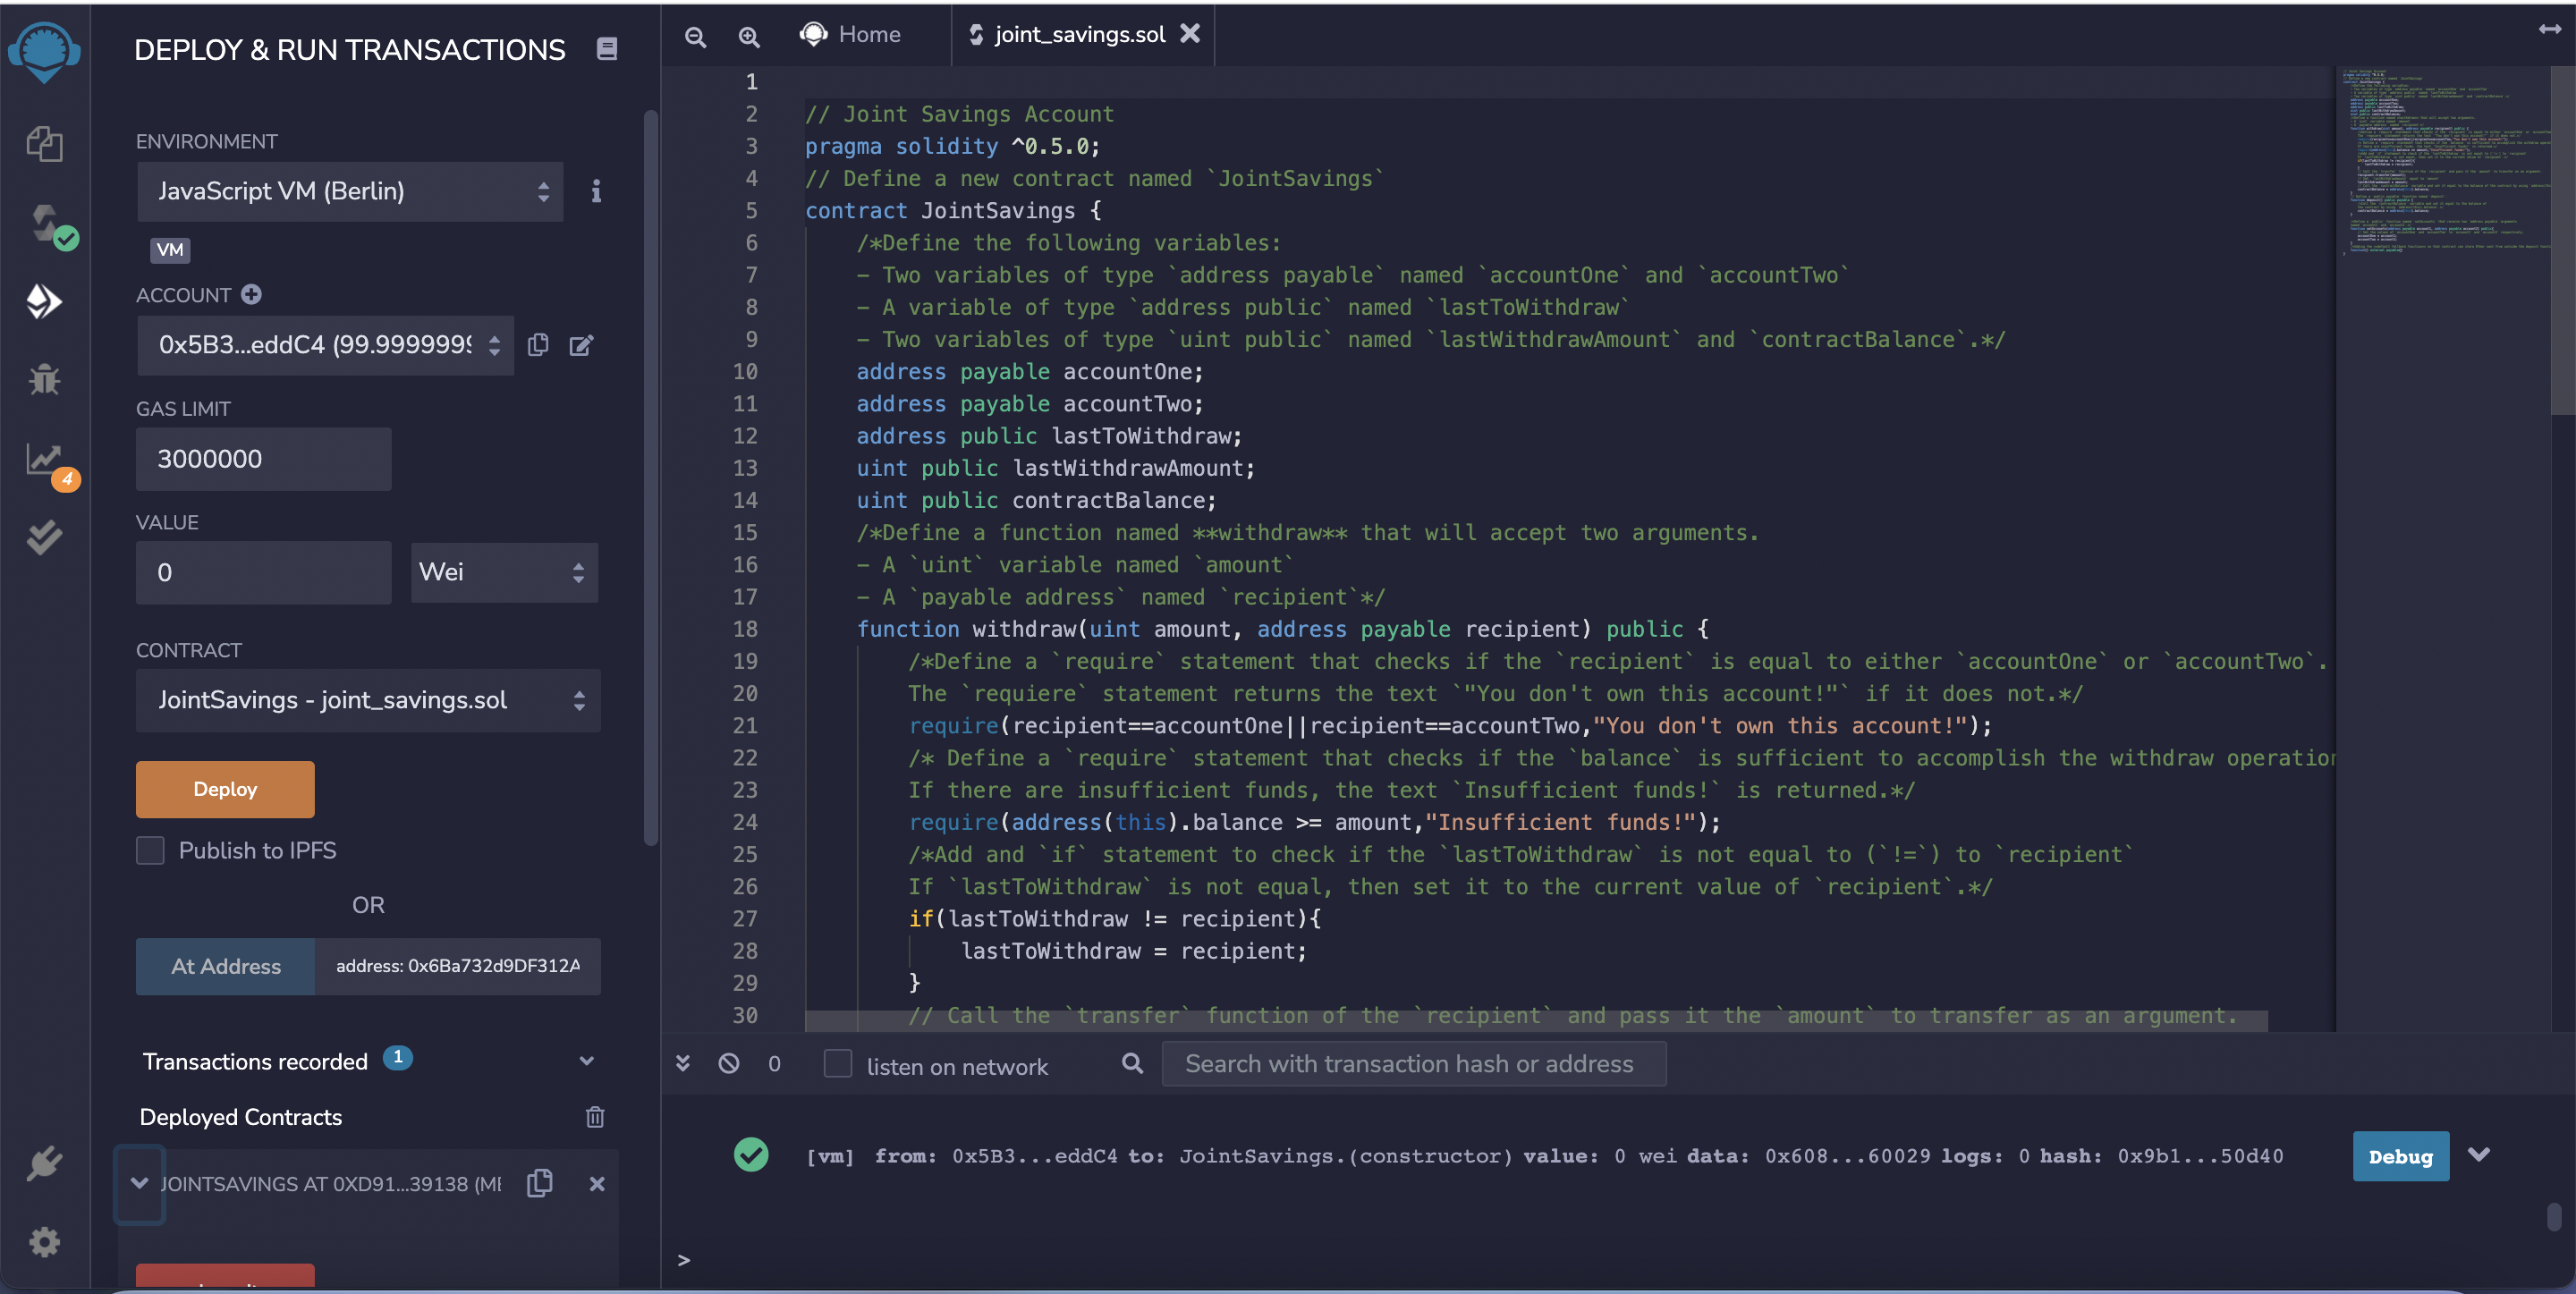 DEPLOY & RUN TRANSACTIONS
ENVIRONMENT
JavaScript VM (Berlin)
VM
ACCOUNT
0x5B3...eddC4 (99.9999999
GAS LIMIT
3000000
VALUE
0
Wei
CONTRACT
JointSavings - joint_savings.sol
Deploy
Publish to IPFS
OR
At Address
address: 0x6Ba732d9DF312A
Transactions recorded 1
Deployed Contracts
JOINTSAVINGS AT 0XD91...39138 (ME
4
Home
joint_savings.sol
1
2 // Joint Savings Account
3 pragma solidity ^0.5.0;
4 // Define a new contract named `JointSavings`
5 contract JointSavings {
6 /*Define the following variables:
7 - Two variables of type `address payable` named `accountOne` and `accountTwo`
8 - A variable of type `address public` named `lastToWithdraw`
9 - Two variables of type `uint public` named `lastWithdrawAmount` and `contractBalance`.*/
10 address payable accountOne;
11 address payable accountTwo;
12 address public lastToWithdraw;
13 uint public lastWithdrawAmount;
14 uint public contractBalance;
15 /*Define a function named **withdraw** that will accept two arguments.
16 - A `uint` variable named `amount`
17 - A `payable address` named `recipient`*/
18 function withdraw(uint amount, address payable recipient) public {
19 /*Define a `require` statement that checks if the `recipient` is equal to either `accountOne` or `accountTwo`.
20 The `requiere` statement returns the text `"You don't own this account!"` if it does not.*/
21 require(recipient==accountOne||recipient==accountTwo,"You don't own this account!");
22 /* Define a `require` statement that checks if the `balance` is sufficient to accomplish the withdraw operation
23 If there are insufficient funds, the text `Insufficient funds!` is returned.*/
24 require(address(this).balance >= amount,"Insufficient funds!");
25 /*Add and `if` statement to check if the `lastToWithdraw` is not equal to (`!=`) to `recipient`
26 If `lastToWithdraw` is not equal, then set it to the current value of `recipient`.*/
27 if(lastToWithdraw != recipient){
28 lastToWithdraw = recipient;
29 }
30 // Call the `transfer` function of the `recipient` and pass it the `amount` to transfer as an argument.
0
listen on network
Search with transaction hash or address
[vm] from: 0x5B3...eddC4 to: JointSavings.(constructor) value: 0 wei data: 0x608...60029 logs: 0 hash: 0x9b1...50d40
Debug
>